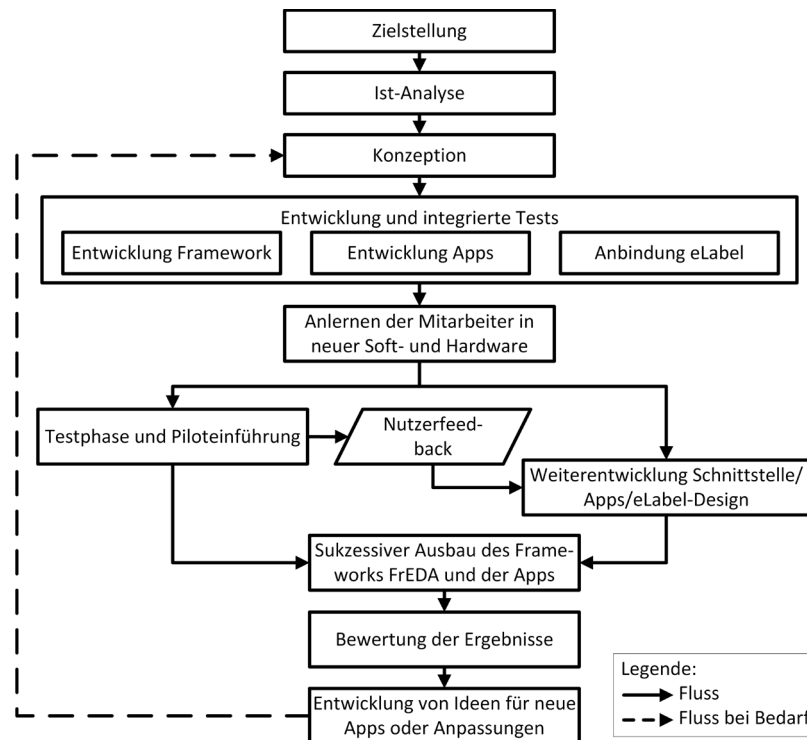 Zielstellung
Ist-Analyse
Konzeption
Entwicklung und integrierte Tests
Entwicklung Framework
Entwicklung Apps
Anbindung eLabel
Anlernen der Mitarbeiter in
neuer Soft- und Hardware
Testphase und Piloteinführung
Nutzerfeed-
back
Weiterentwicklung Schnittstelle/
Apps/eLabel-Design
Sukzessiver Ausbau des Frame-
works FrEDA und der Apps
Bewertung der Ergebnisse
Entwicklung von Ideen für neue
Apps oder Anpassungen
Legende:
Fluss
Fluss bei Bedarf